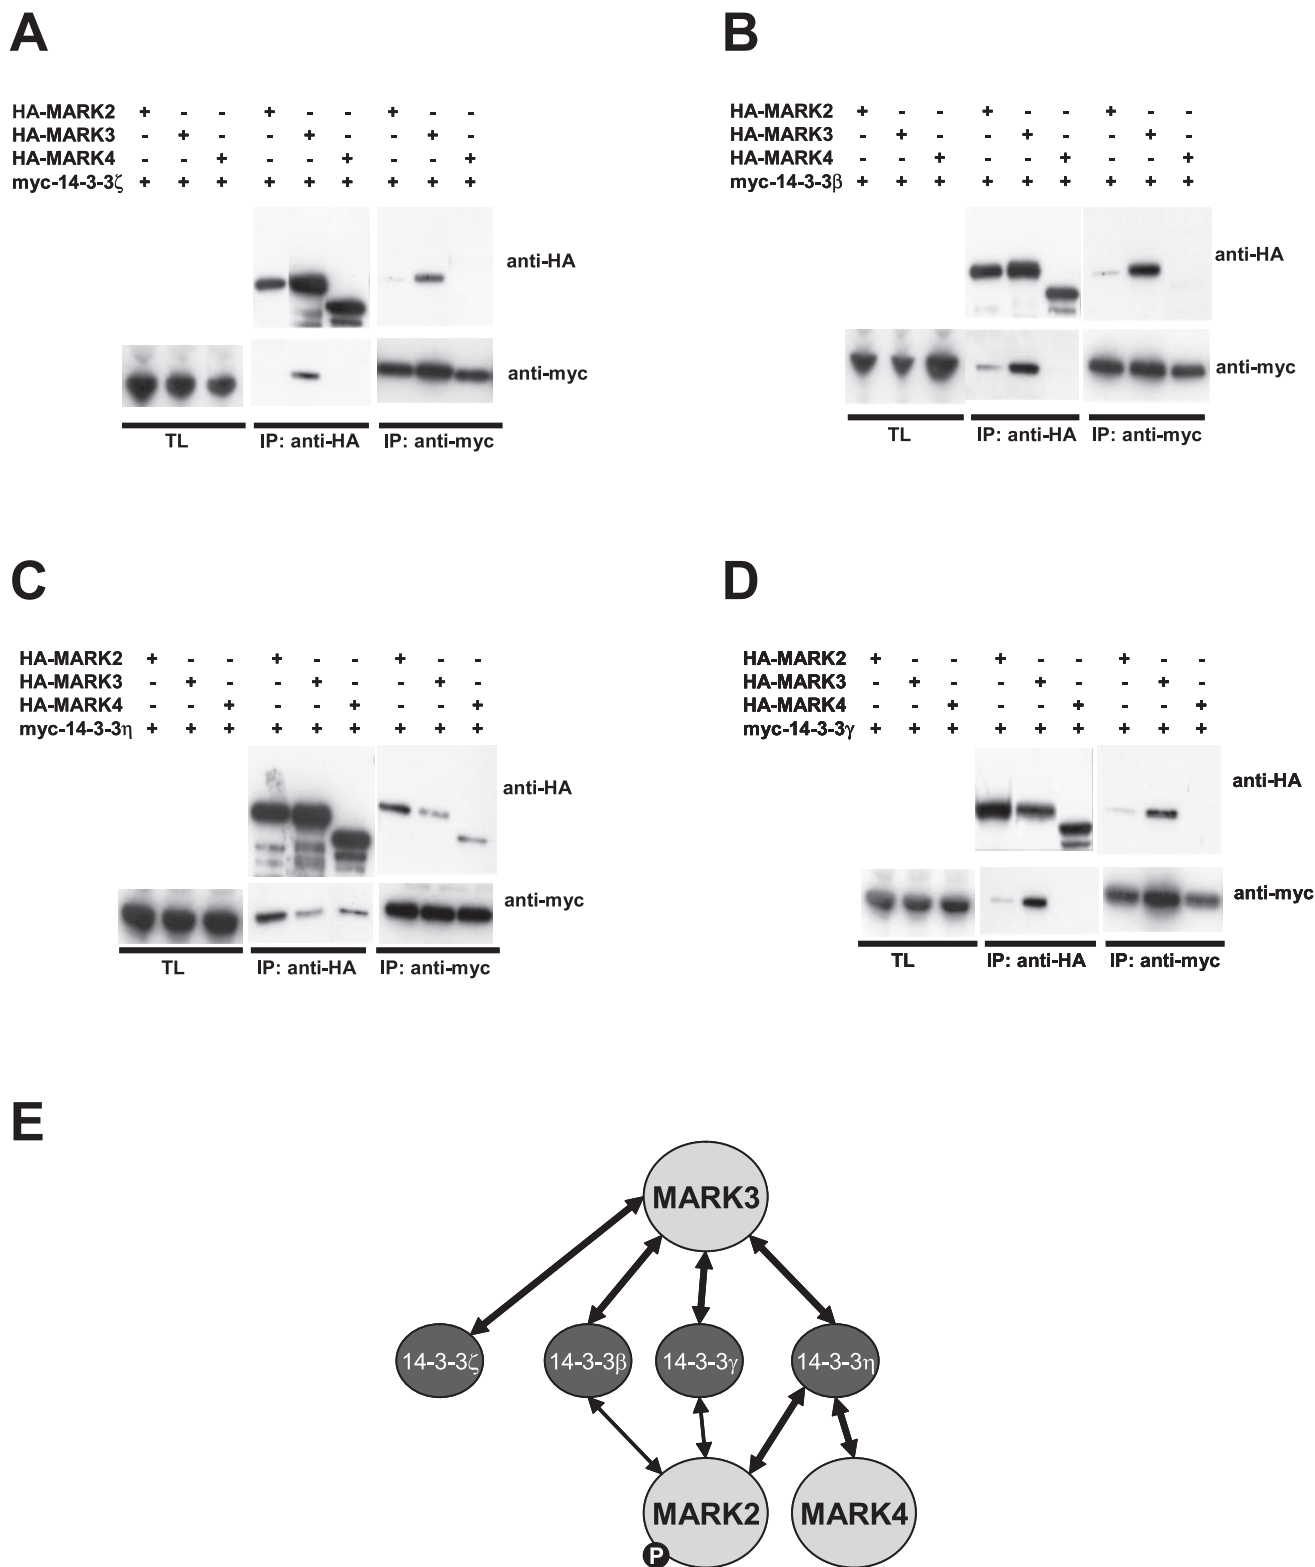 A
HA-MARK2 + - - + - - + - -
HA-MARK3 - + - - + - - + -
HA-MARK4 - - + - - + - - +
myc-14-3-3ζ + + + + + + + + +
anti-HA
anti-myc
TL IP: anti-HA IP: anti-myc
B
HA-MARK2 + - - + - - + - -
HA-MARK3 - + - - + - - + -
HA-MARK4 - - + - - + - - +
myc-14-3-3β + + + + + + + + +
anti-HA
anti-myc
TL IP: anti-HA IP: anti-myc
C
HA-MARK2 + - - + - - + - -
HA-MARK3 - + - - + - - + -
HA-MARK4 - - + - - + - - +
myc-14-3-3η + + + + + + + + +
anti-HA
anti-myc
TL IP: anti-HA IP: anti-myc
D
HA-MARK2 + - - + - - + - -
HA-MARK3 - + - - + - - + -
HA-MARK4 - - + - - + - - +
myc-14-3-3γ + + + + + + + + +
anti-HA
anti-myc
TL IP: anti-HA IP: anti-myc
E
MARK3
14-3-3ζ 14-3-3β 14-3-3γ 14-3-3η
MARK2 MARK4
P